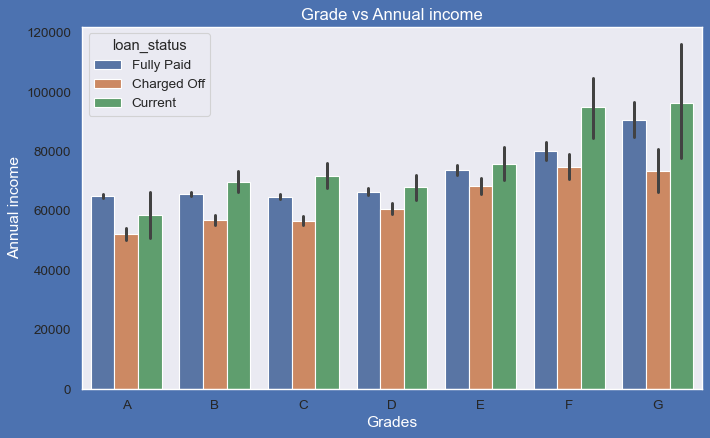 Grade vs Annual income
loan_status
Fully Paid
Charged Off
Current
Annual income
120000
100000
80000
60000
40000
20000
0
A B C D E F G
Grades